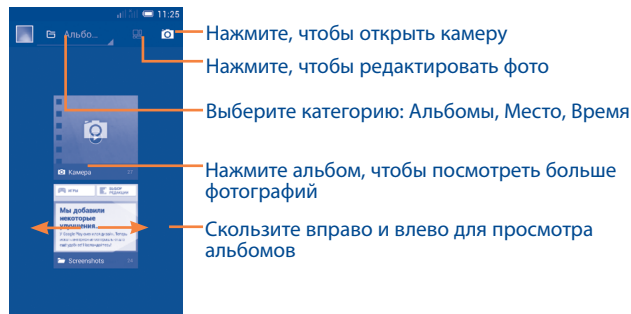 11:25
Альбо...
Нажмите, чтобы открыть камеру
Нажмите, чтобы редактировать фото
Выберите категорию: Альбомы, Место, Время
Камера
Нажмите альбом, чтобы посмотреть больше
фотографий
Мы добавили
некоторые
улучшения
Скользите вправо и влево для просмотра
альбомов
Screenshots